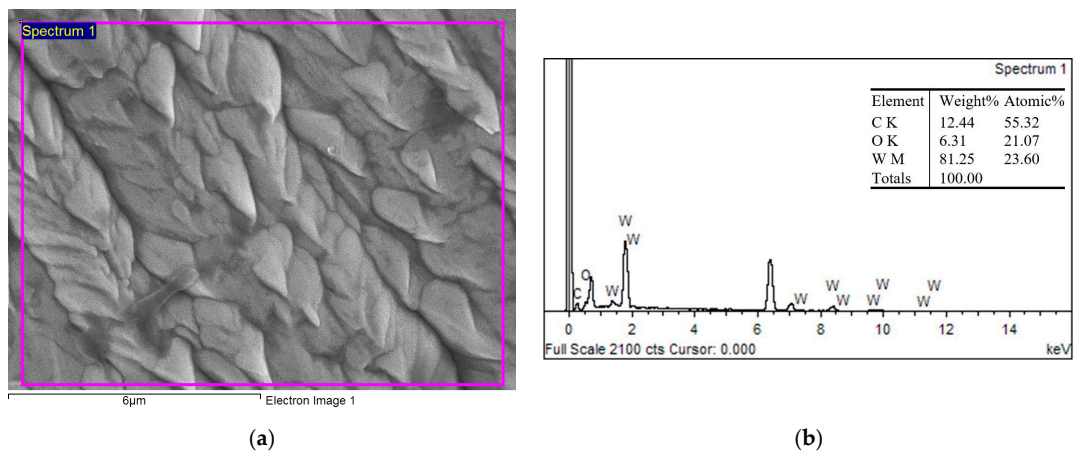 Spectrum 1
6μm
Electron Image 1
(a)
Spectrum 1
Element Weight% Atomic%
C K 12.44 55.32
O K 6.31 21.07
W M 81.25 23.60
Totals 100.00
W
W
O
C
W
W
W
W
W
W
W
W
0 2 4 6 8 10 12 14
Full Scale 2100 cts Cursor: 0.000 keV
(b)